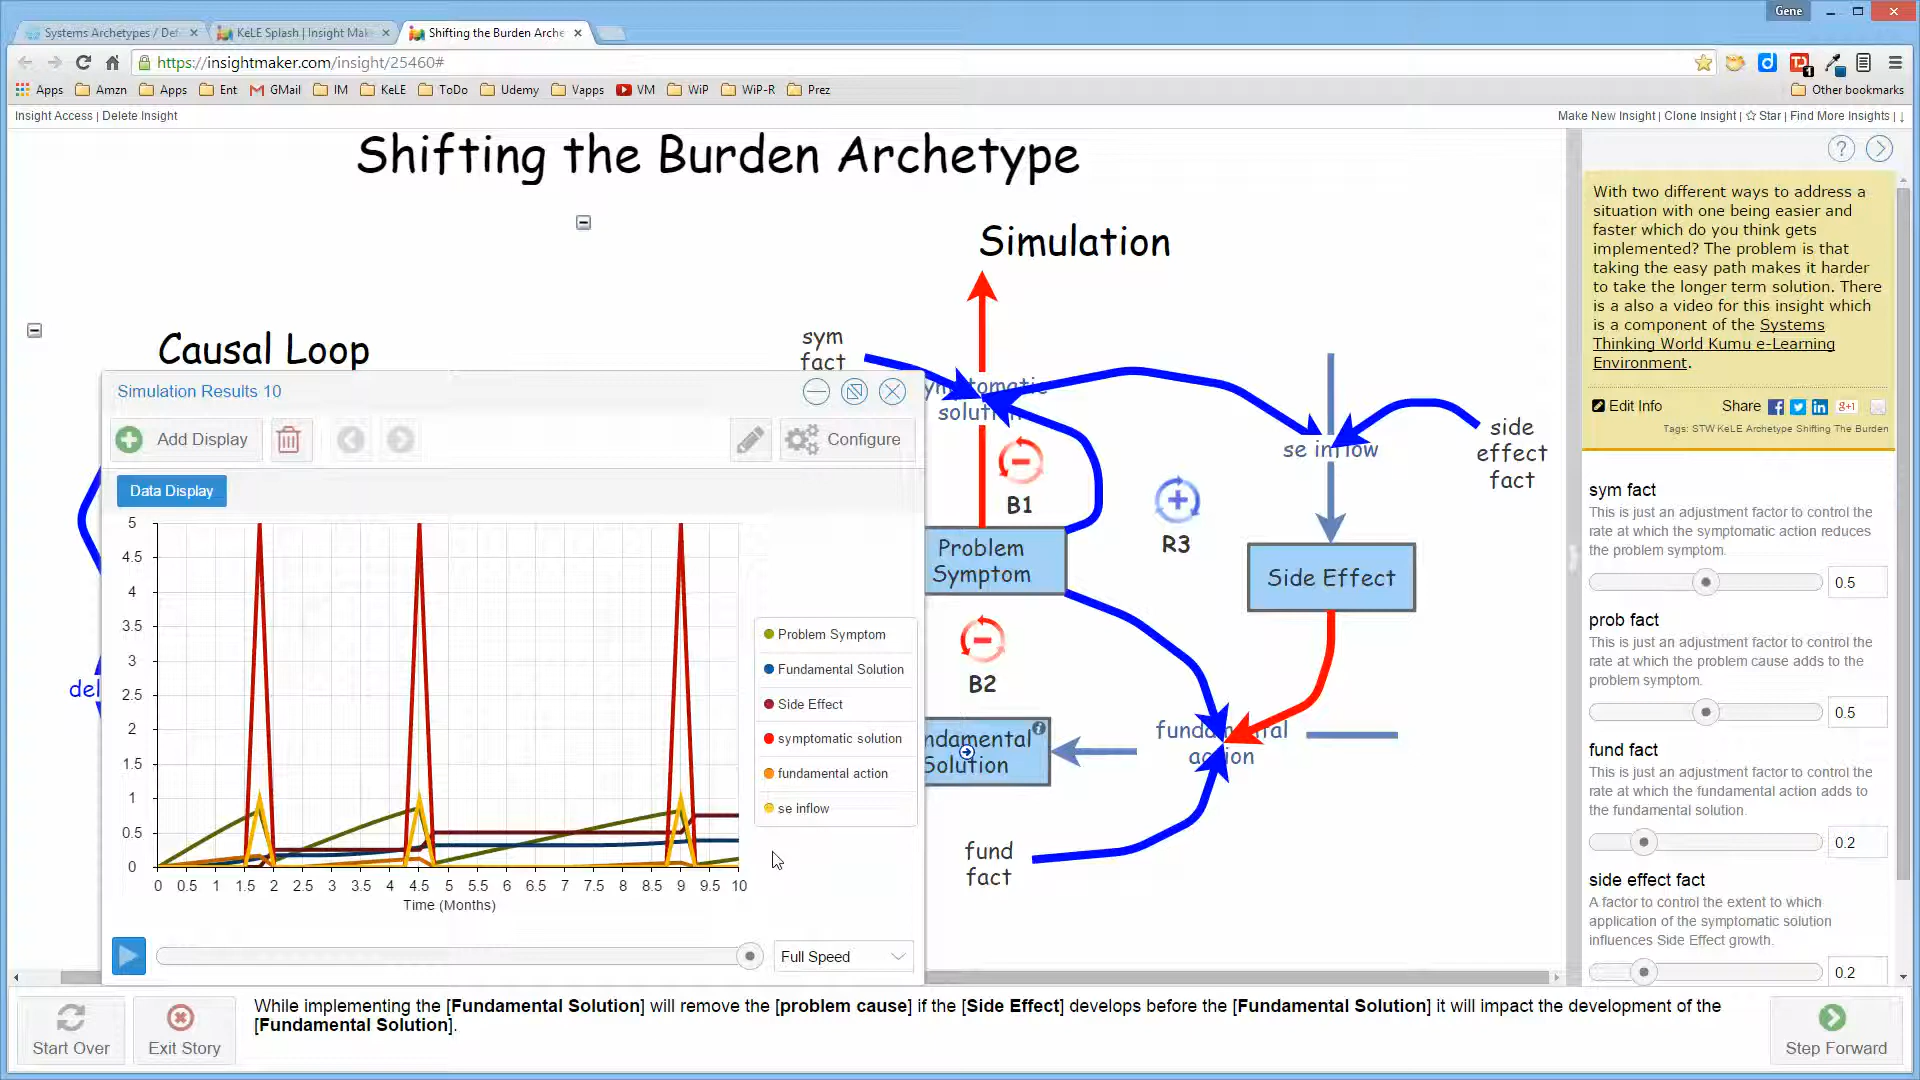 Gene
Systems Archetypes / Def
KeLE Splash | Insight Mak
Shifting the Burden Arche
https://insightmaker.com/insight/25460#
Apps Amzn Apps Ent GMail IM KeLE ToDo Udemy Vapps VM WiP WiP-R Prez Other bookmarks
Insight Access | Delete Insight
Make New Insight | Clone Insight | Star | Find More Insights |
Shifting the Burden Archetype
Simulation
Causal Loop
sym
fact
symptomatic
solution
se inflow
side
effect
fact
B1
R3
Problem
Symptom
Side Effect
B2
fundamental
action
Solution
fund
fact
del
Simulation Results 10
Add Display
Configure
Data Display
5
4.5
4
3.5
3
2.5
2
1.5
1
0.5
0
0 0.5 1 1.5 2 2.5 3 3.5 4 4.5 5 5.5 6 6.5 7 7.5 8 8.5 9 9.5 10
Time (Months)
Problem Symptom
Fundamental Solution
Side Effect
symptomatic solution
fundamental action
se inflow
Full Speed
With two different ways to address a
situation with one being easier and
faster which do you think gets
implemented? The problem is that
taking the easy path makes it harder
to take the longer term solution. There
is a also a video for this insight which
is a component of the Systems
Thinking World Kumu e-Learning
Environment.
Edit Info
Share
Tags: STW KeLE Archetype Shifting The Burden
sym fact
This is just an adjustment factor to control the
rate at which the symptomatic action reduces
the problem symptom.
0.5
prob fact
This is just an adjustment factor to control the
rate at which the problem cause adds to the
problem symptom.
0.5
fund fact
This is just an adjustment factor to control the
rate at which the fundamental action adds to
the fundamental solution.
0.2
side effect fact
A factor to control the extent to which
application of the symptomatic solution
influences Side Effect growth.
0.2
Start Over
Exit Story
While implementing the [Fundamental Solution] will remove the [problem cause] if the [Side Effect] develops before the [Fundamental Solution] it will impact the development of the
[Fundamental Solution].
Step Forward